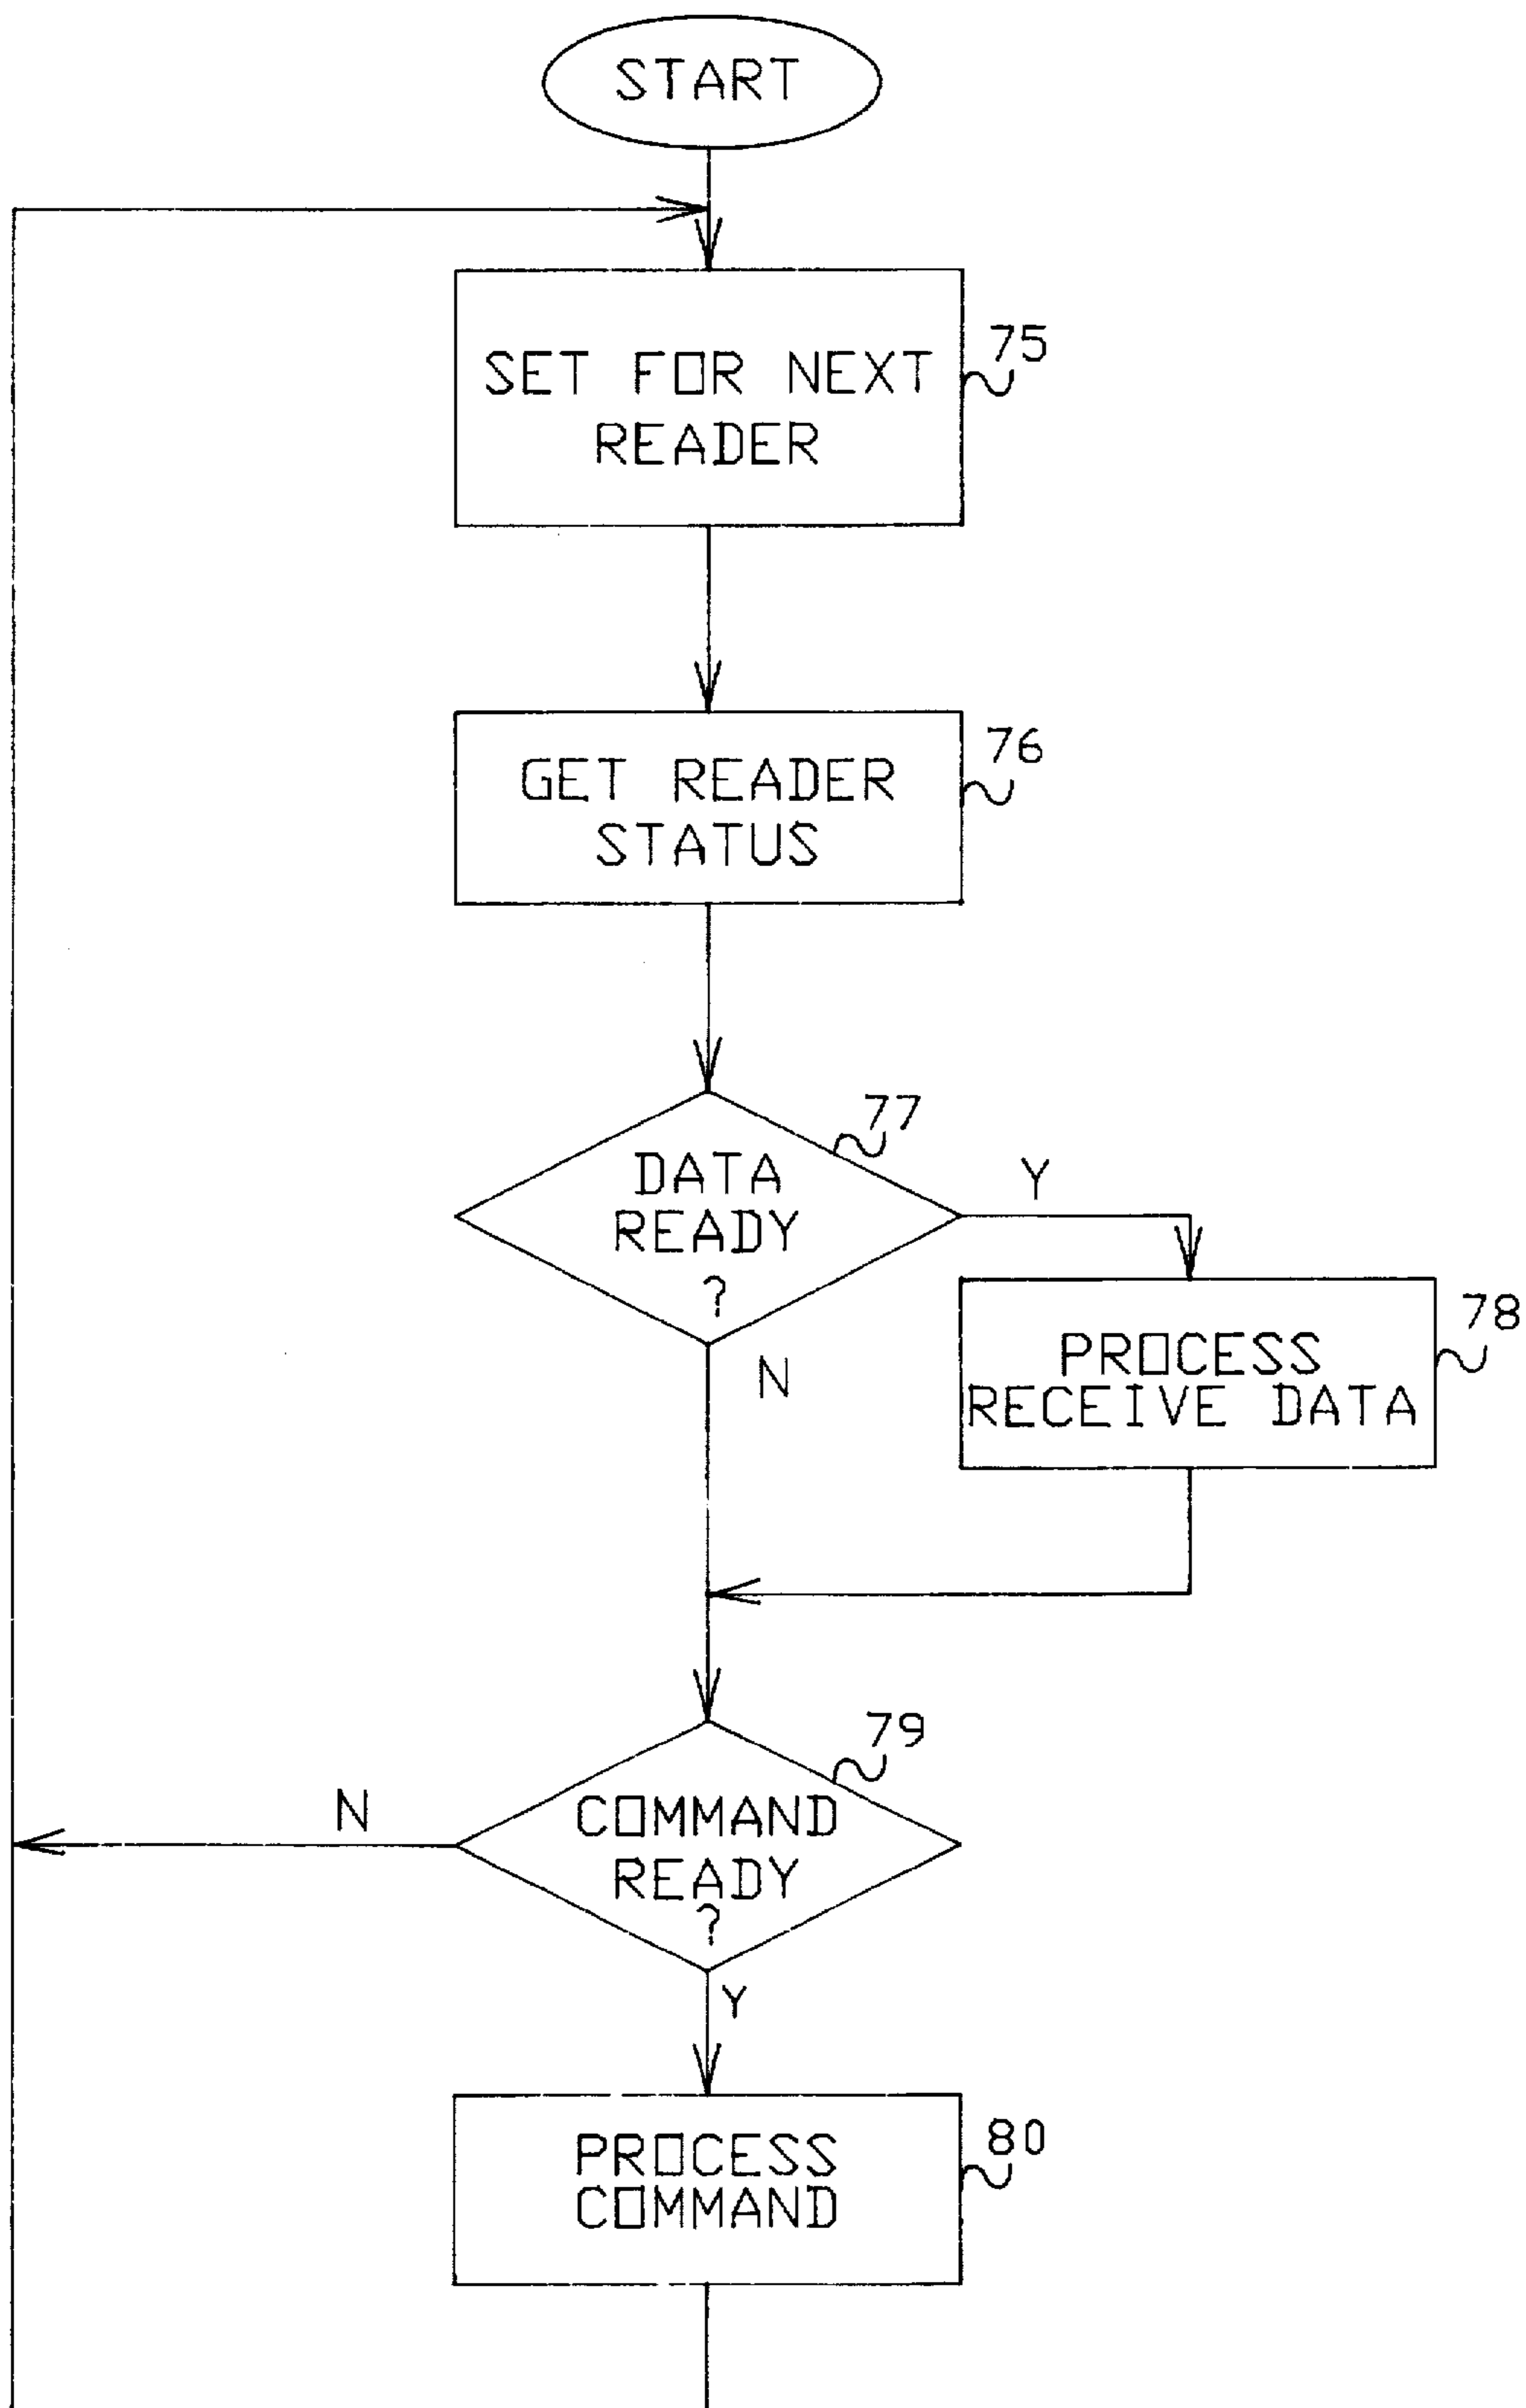 START
SET FOR NEXT
READER
75
GET READER
STATUS
76
DATA
READY
?
77
Y
N
PROCESS
RECEIVE DATA
78
COMMAND
READY
?
79
N
Y
PROCESS
COMMAND
80